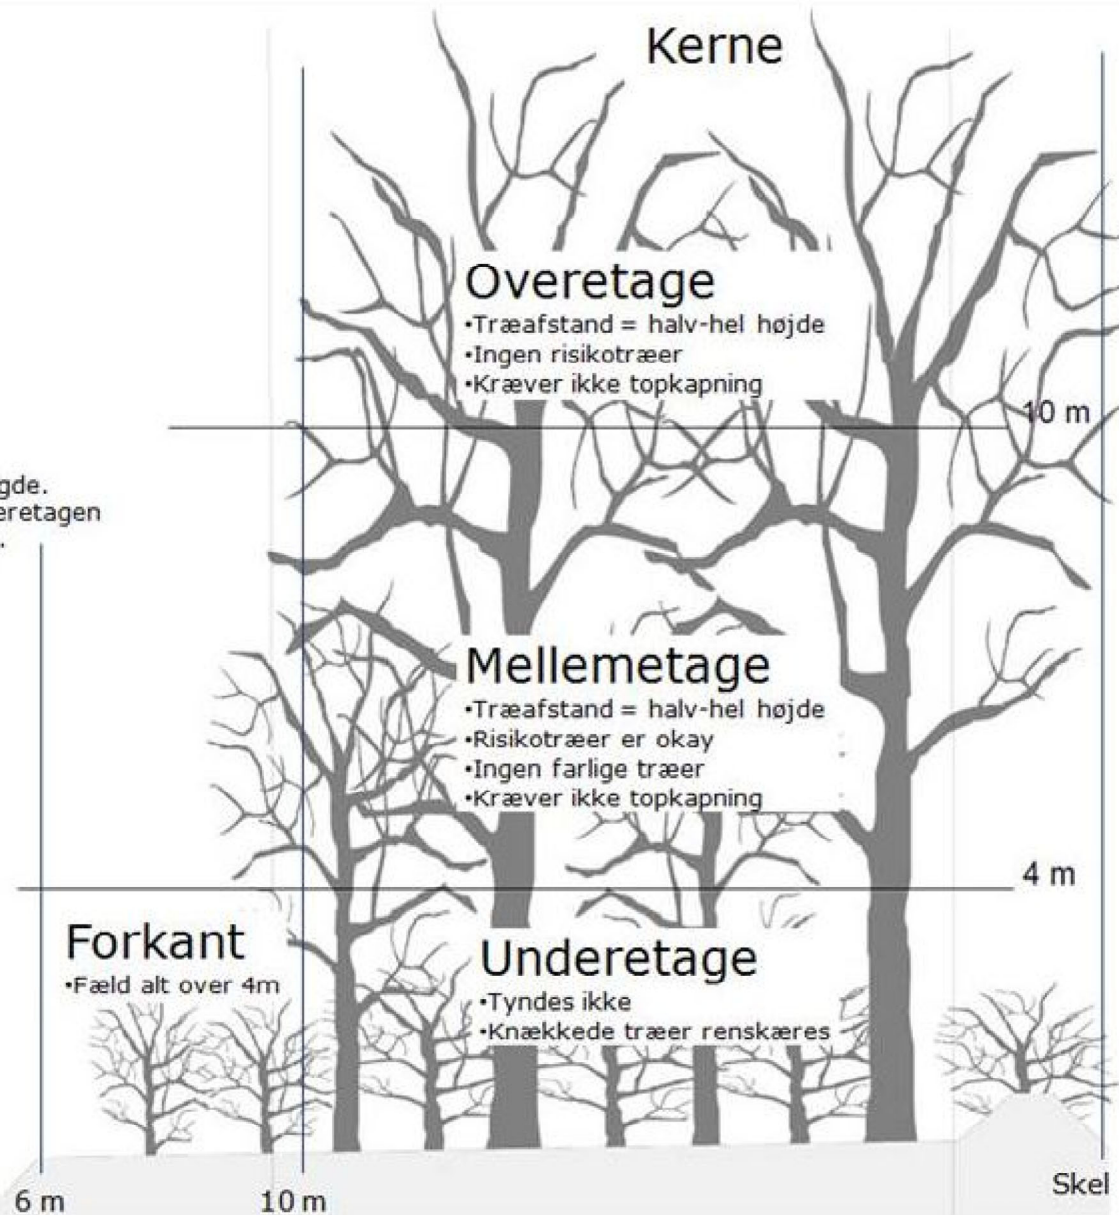 Kerne
Overetage
•Træafstand = halv-hel højde
•Ingen risikotræer
•Kræver ikke topkapning
10 m
gde.
eretagen
.
Mellemetage
•Træafstand = halv-hel højde
•Risikotræer er okay
•Ingen farlige træer
•Kræver ikke topkapning
4 m
Forkant
•Fæld alt over 4m
Underetage
•Tyndes ikke
•Knækkede træer renskæres
Skel
6 m
10 m